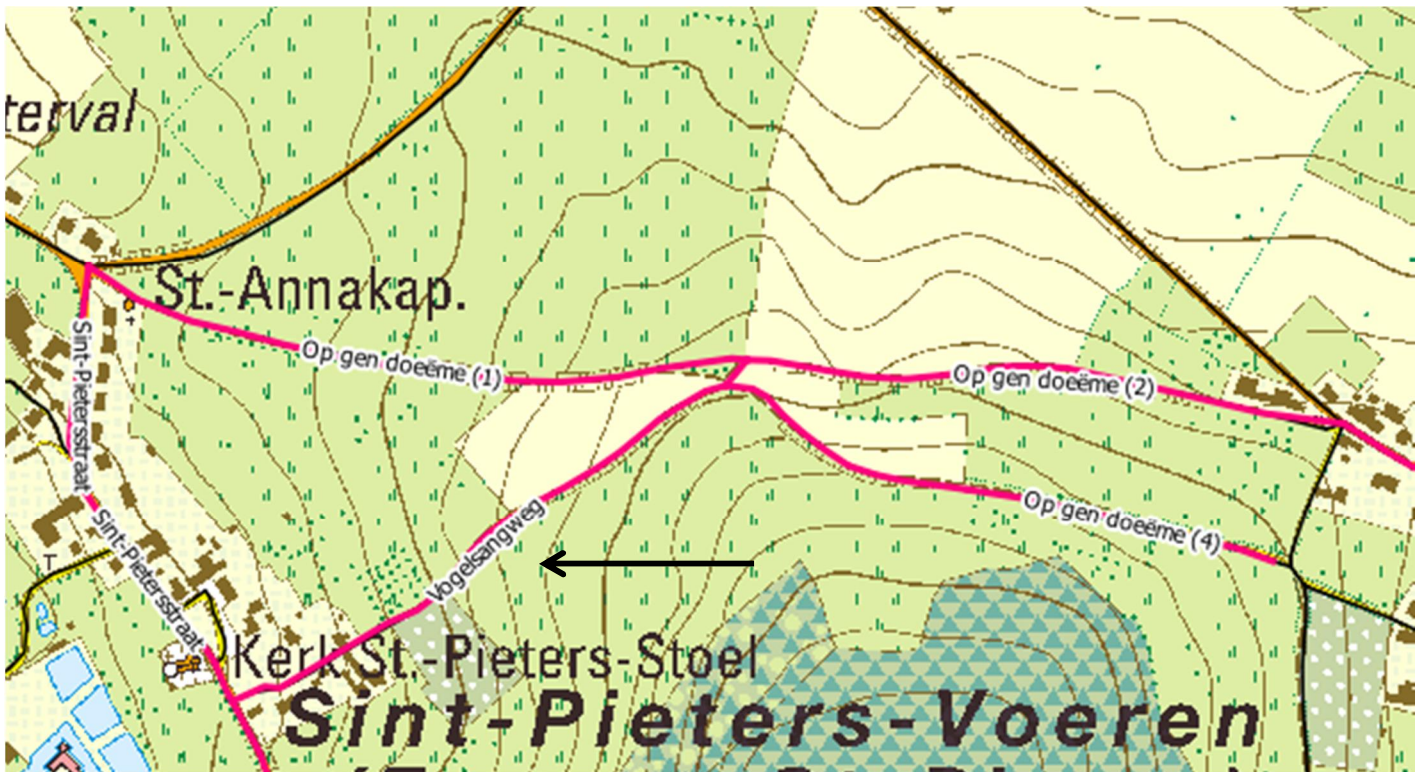 terval
St.-Annakap.
Sint-Pietersstraat
Op gen doeëme (1)
Op gen doeëme (2)
Vogelsangweg
Op gen doeëme (4)
Sint-Pietersstraat
T
Kerk St.-Pieters-Stoel
Sint-Pieters-Voeren